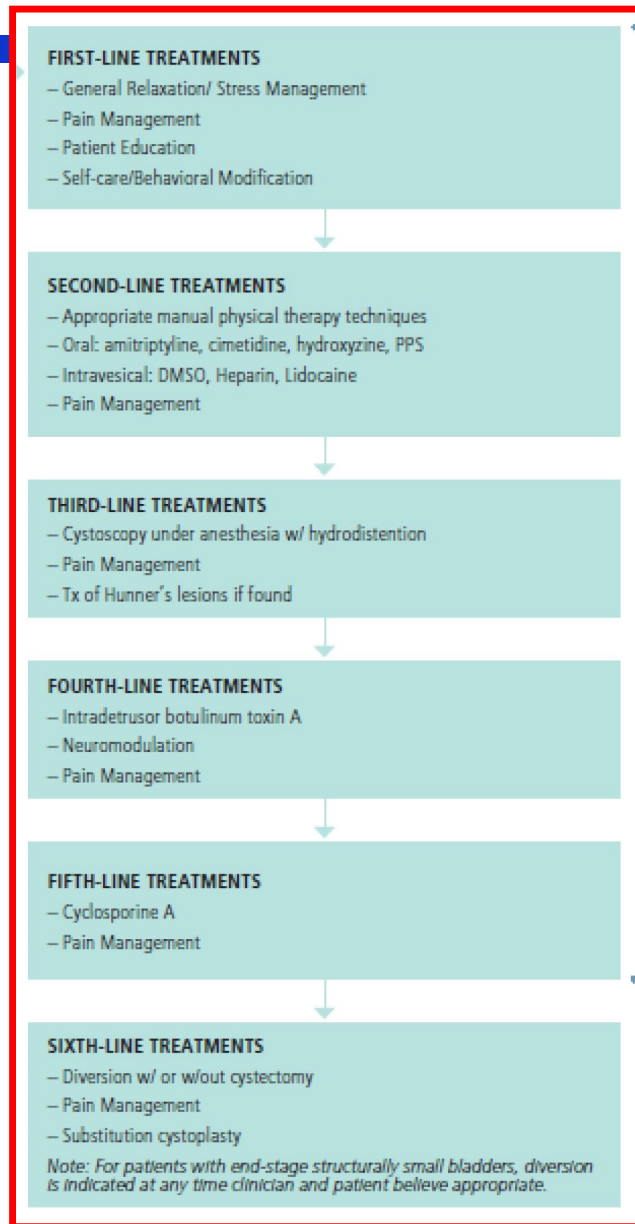 FIRST-LINE TREATMENTS
– General Relaxation/ Stress Management
– Pain Management
– Patient Education
– Self-care/Behavioral Modification
SECOND-LINE TREATMENTS
– Appropriate manual physical therapy techniques
– Oral: amitriptyline, cimetidine, hydroxyzine, PPS
– Intravesical: DMSO, Heparin, Lidocaine
– Pain Management
THIRD-LINE TREATMENTS
– Cystoscopy under anesthesia w/ hydrodistention
– Pain Management
– Tx of Hunner's lesions if found
FOURTH-LINE TREATMENTS
– Intradetrusor botulinum toxin A
– Neuromodulation
– Pain Management
FIFTH-LINE TREATMENTS
– Cyclosporine A
– Pain Management
SIXTH-LINE TREATMENTS
– Diversion w/ or w/out cystectomy
– Pain Management
– Substitution cystoplasty
Note: For patients with end-stage structurally small bladders, diversion
is indicated at any time clinician and patient believe appropriate.